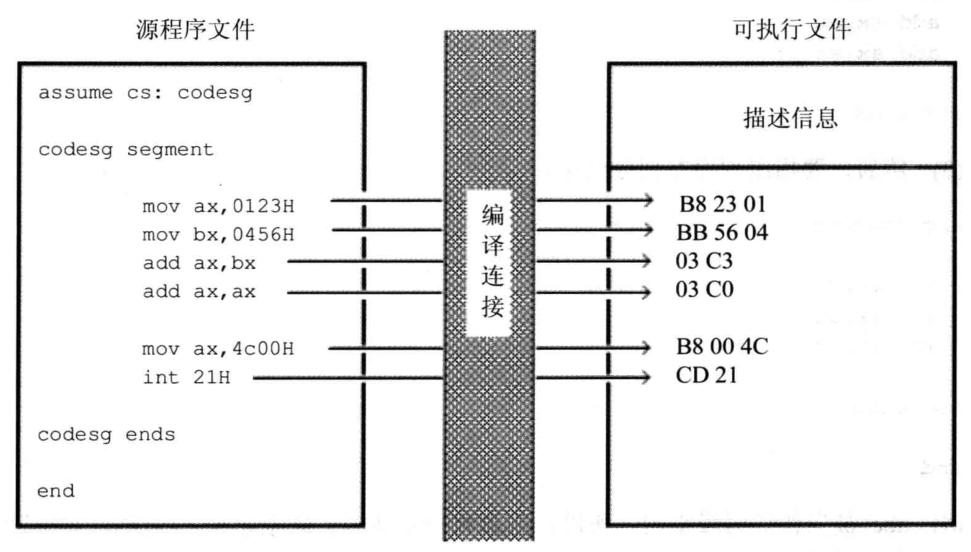 源程序文件
assume cs: codesg
codesg segment
mov ax,0123H
mov bx,0456H
add ax,bx
add ax,ax
mov ax,4c00H
int 21H
codesg ends
end
编译连接
可执行文件
描述信息
B8 23 01
BB 56 04
03 C3
03 C0
B8 00 4C
CD 21